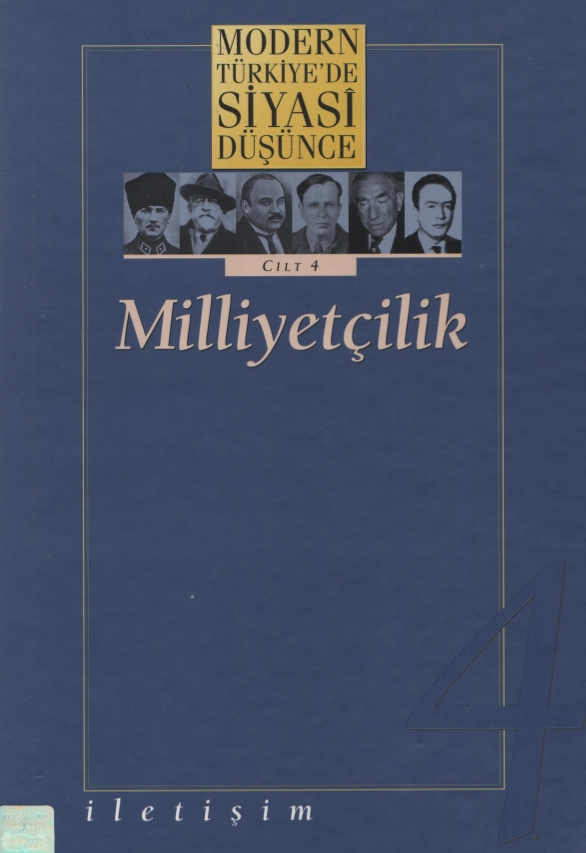 MODERN
TÜRKİYE'DE
SİYASÎ
DÜŞÜNCE
CİLT 4
Milliyetçilik
4
iletişim